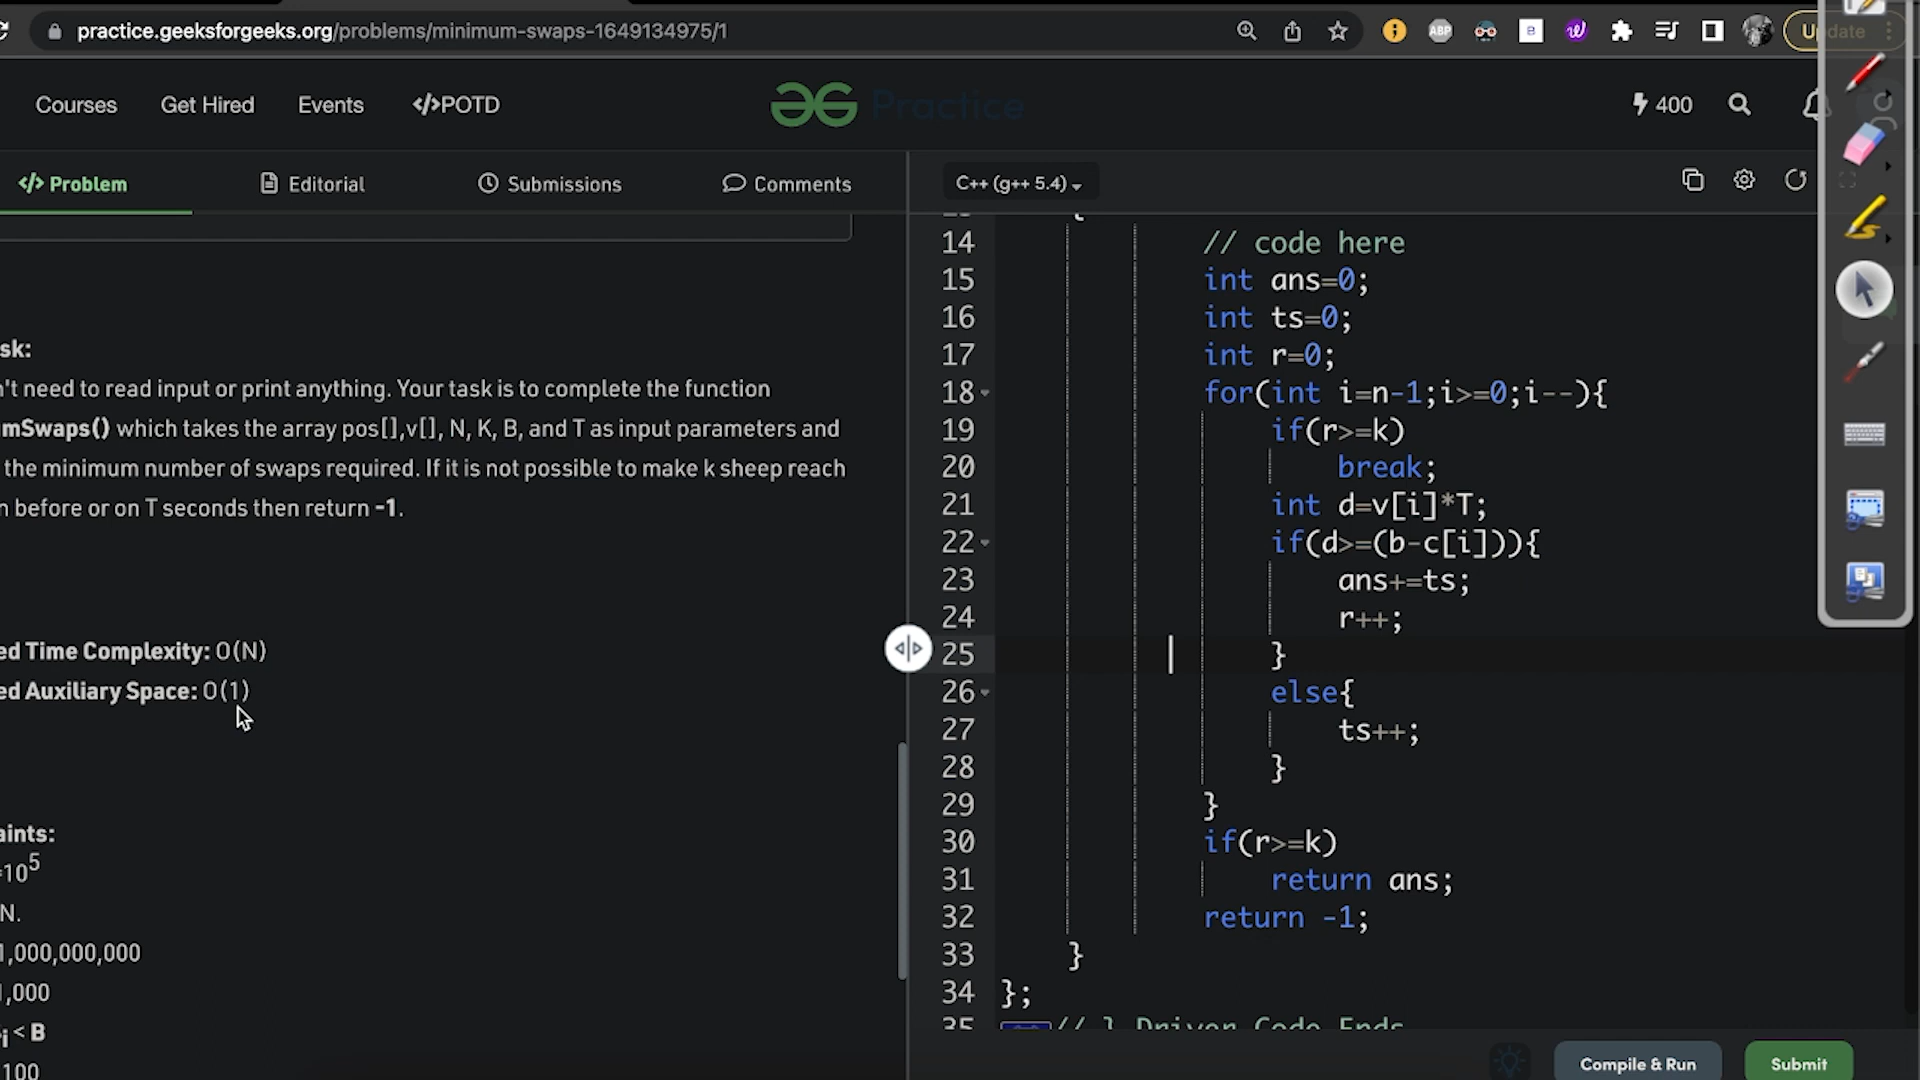 practice.geeksforgeeks.org/problems/minimum-swaps-1649134975/1
ABP
B
Update
Courses
Get Hired
Events
</>POTD
Practice
400
</> Problem
Editorial
Submissions
Comments
C++ (g++ 5.4)
sk:
n't need to read input or print anything. Your task is to complete the function
mSwaps() which takes the array pos[],v[], N, K, B, and T as input parameters and
the minimum number of swaps required. If it is not possible to make k sheep reach
n before or on T seconds then return -1.
ed Time Complexity: O(N)
ed Auxiliary Space: O(1)
aints:
10^5
N.
1,000,000,000
1,000
i < B
100
{
14 // code here
15 int ans=0;
16 int ts=0;
17 int r=0;
18 for(int i=n-1;i>=0;i--){
19 if(r>=k)
20 break;
21 int d=v[i]*T;
22 if(d>=(b-c[i])){
23 ans+=ts;
24 r++;
25 }
26 else{
27 ts++;
28 }
29 }
30 if(r>=k)
31 return ans;
32 return -1;
33 }
34 };
35 // } Driver Code Ends
Compile & Run
Submit